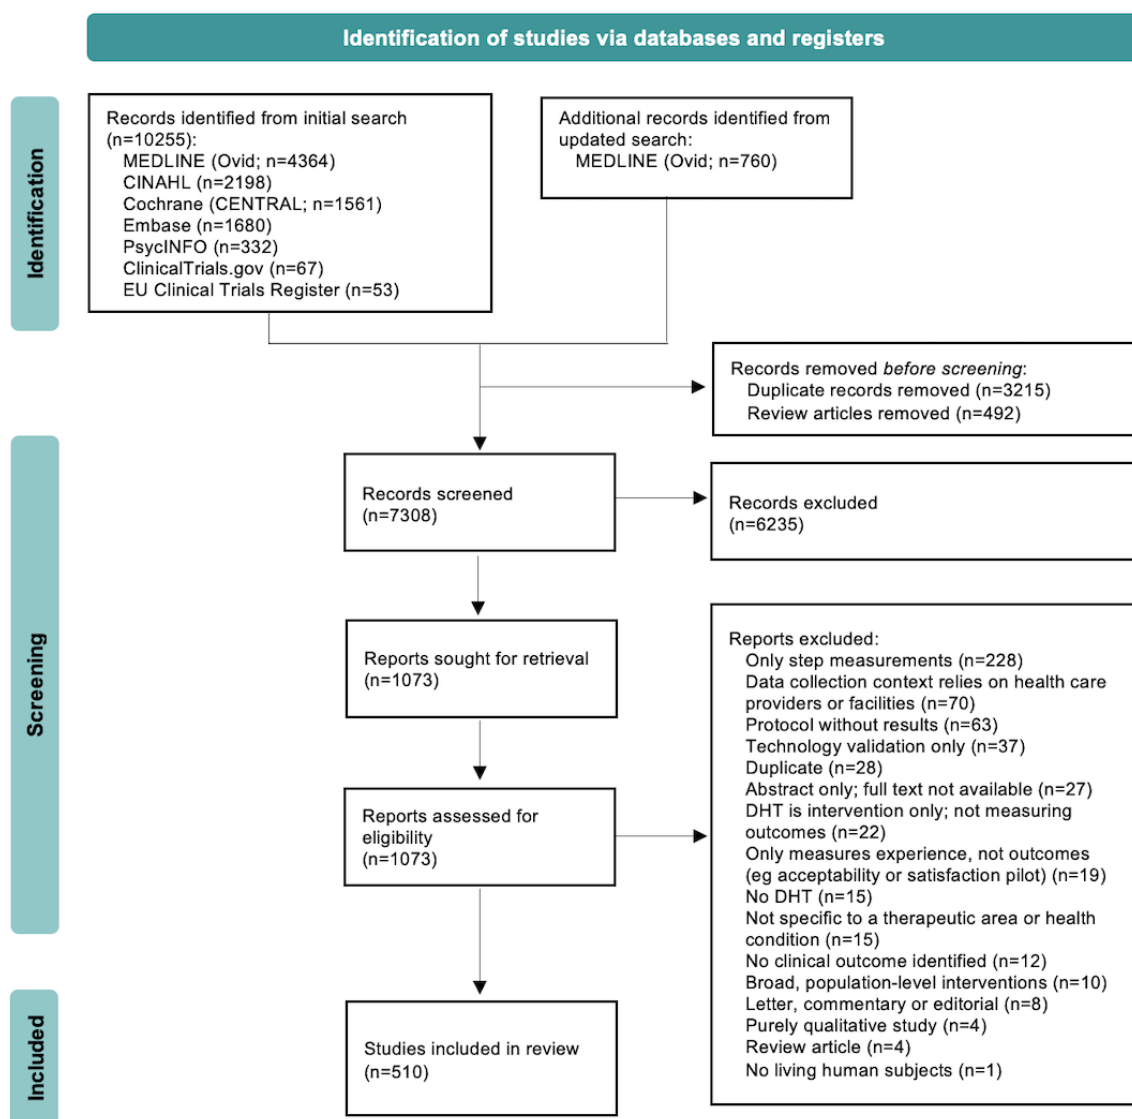 Identification of studies via databases and registers
Identification
Records identified from initial search
(n=10255):
MEDLINE (Ovid; n=4364)
CINAHL (n=2198)
Cochrane (CENTRAL; n=1561)
Embase (n=1680)
PsycINFO (n=332)
ClinicalTrials.gov (n=67)
EU Clinical Trials Register (n=53)
Additional records identified from
updated search:
MEDLINE (Ovid; n=760)
Records removed before screening:
Duplicate records removed (n=3215)
Review articles removed (n=492)
Screening
Records screened
(n=7308)
Records excluded
(n=6235)
Reports sought for retrieval
(n=1073)
Reports assessed for
eligibility
(n=1073)
Reports excluded:
Only step measurements (n=228)
Data collection context relies on health care
providers or facilities (n=70)
Protocol without results (n=63)
Technology validation only (n=37)
Duplicate (n=28)
Abstract only; full text not available (n=27)
DHT is intervention only; not measuring
outcomes (n=22)
Only measures experience, not outcomes
(eg acceptability or satisfaction pilot) (n=19)
No DHT (n=15)
Not specific to a therapeutic area or health
condition (n=15)
No clinical outcome identified (n=12)
Broad, population-level interventions (n=10)
Letter, commentary or editorial (n=8)
Purely qualitative study (n=4)
Review article (n=4)
No living human subjects (n=1)
Included
Studies included in review
(n=510)